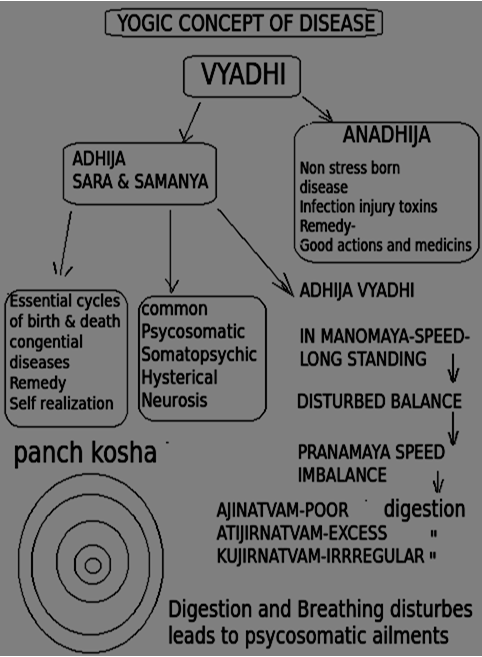 YOGIC CONCEPT OF DISEASE
VYADHI
ADHIJA
SARA & SAMANYA
ANADHIJA
Non stress born
disease
Infection injury toxins
Remedy-
Good actions and medicins
Essential cycles
of birth & death
congential
diseases
Remedy
Self realization
common
Psycosomatic
Somatopsychic
Hysterical
Neurosis
ADHIJA VYADHI
IN MANOMAYA-SPEED-
LONG STANDING
DISTURBED BALANCE
PRANAMAYA SPEED
IMBALANCE
AJINATVAM-POOR digestion
ATIJIRNATVAM-EXCESS "
KUJIRNATVAM-IRRREGULAR "
panch kosha
Digestion and Breathing disturbes
leads to psycosomatic ailments